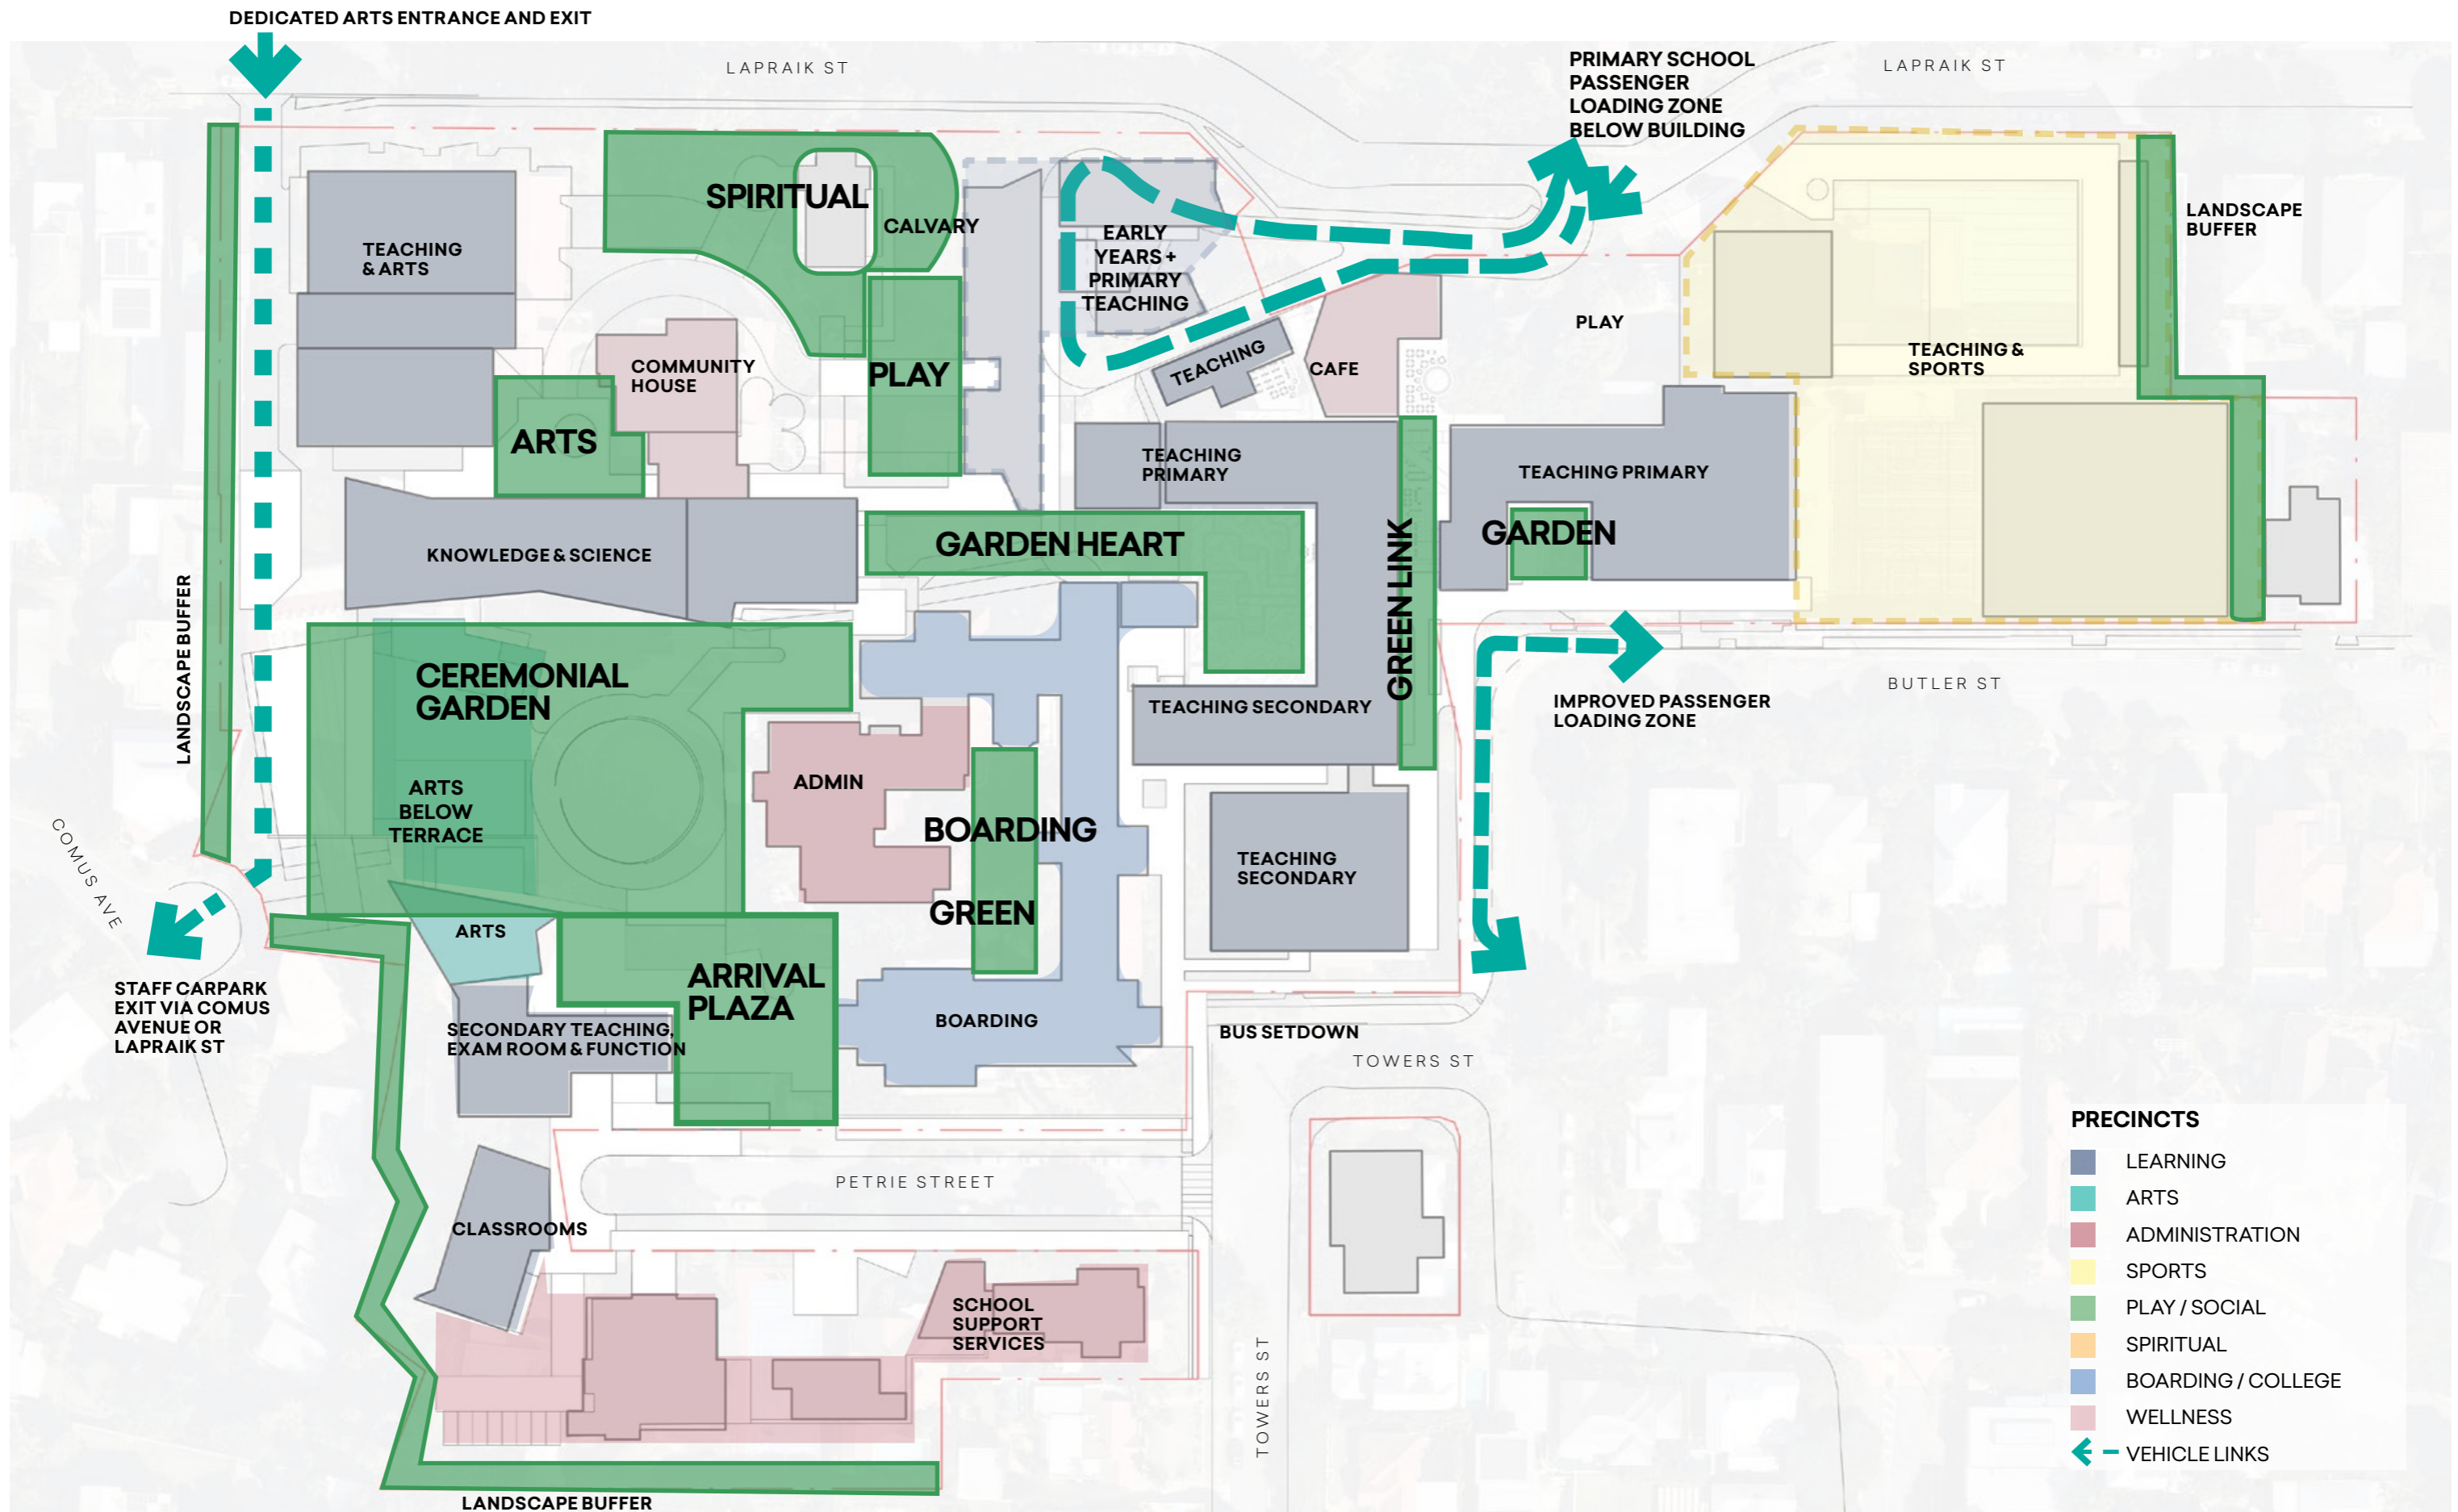 DEDICATED ARTS ENTRANCE AND EXIT
LAPRAIK ST
PRIMARY SCHOOL
PASSENGER
LOADING ZONE
BELOW BUILDING
LAPRAIK ST
TEACHING
& ARTS
SPIRITUAL
CALVARY
EARLY
YEARS +
PRIMARY
TEACHING
LANDSCAPE
BUFFER
COMMUNITY
HOUSE
PLAY
TEACHING
CAFE
PLAY
TEACHING &
SPORTS
ARTS
TEACHING
PRIMARY
TEACHING PRIMARY
KNOWLEDGE & SCIENCE
GARDEN HEART
GREEN LINK
GARDEN
LANDSCAPE BUFFER
CEREMONIAL
GARDEN
TEACHING SECONDARY
IMPROVED PASSENGER
LOADING ZONE
BUTLER ST
ARTS
BELOW
TERRACE
ADMIN
BOARDING
GREEN
TEACHING
SECONDARY
COMUS AVE
ARTS
STAFF CARPARK
EXIT VIA COMUS
AVENUE OR
LAPRAIK ST
ARRIVAL
PLAZA
SECONDARY TEACHING,
EXAM ROOM & FUNCTION
BOARDING
BUS SETDOWN
TOWERS ST
PETRIE STREET
CLASSROOMS
SCHOOL
SUPPORT
SERVICES
TOWERS ST
LANDSCAPE BUFFER
PRECINCTS
LEARNING
ARTS
ADMINISTRATION
SPORTS
PLAY / SOCIAL
SPIRITUAL
BOARDING / COLLEGE
WELLNESS
VEHICLE LINKS